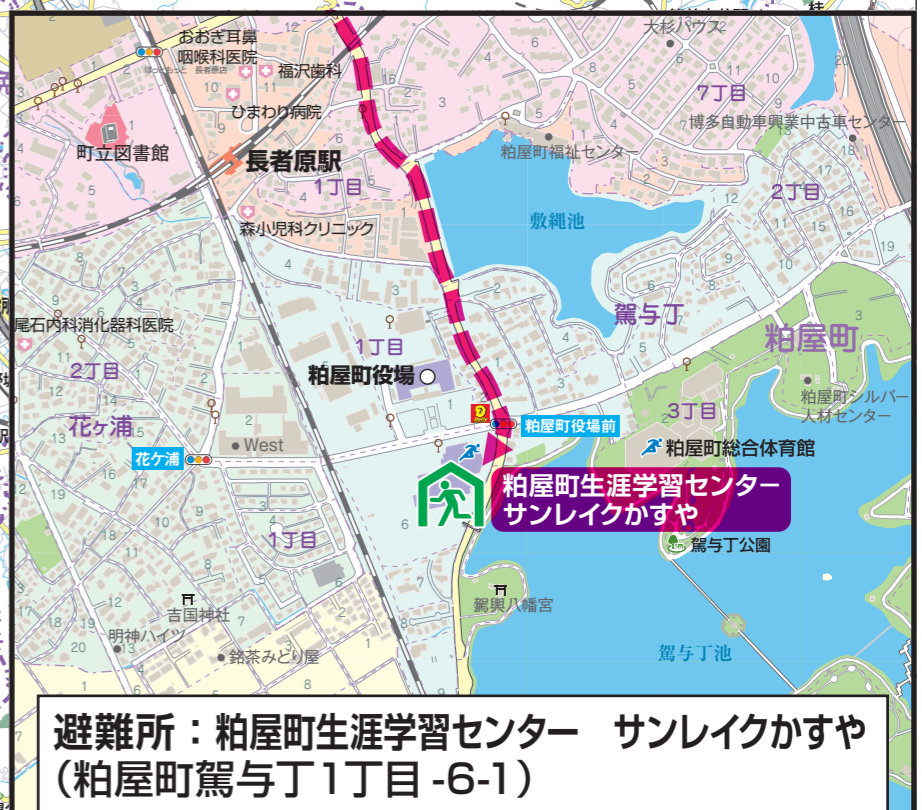 大杉ハウス2
おおぎ耳鼻
咽喉科医院
福沢歯科
ひまわり病院
7丁目
博多自動車興業中古車センター
町立図書館
長者原駅
粕屋町福祉センター
1丁目
2丁目
森小児科クリニック
敷縄池
駕与丁
尾石内科消化器科医院
1丁目
粕屋町
2丁目
粕屋町役場
粕屋町シルバー
人材センター
3丁目
花ヶ浦
West
粕屋町役場前
花ケ浦
粕屋町総合体育館
粕屋町生涯学習センター
サンレイクかすや
1丁目
駕与丁公園
駕輿八幡宮
吉国神社
明神ハイツ
銘茶みどり屋
駕与丁池
避難所：粕屋町生涯学習センター　サンレイクかすや
（粕屋町駕与丁1丁目-6-1）